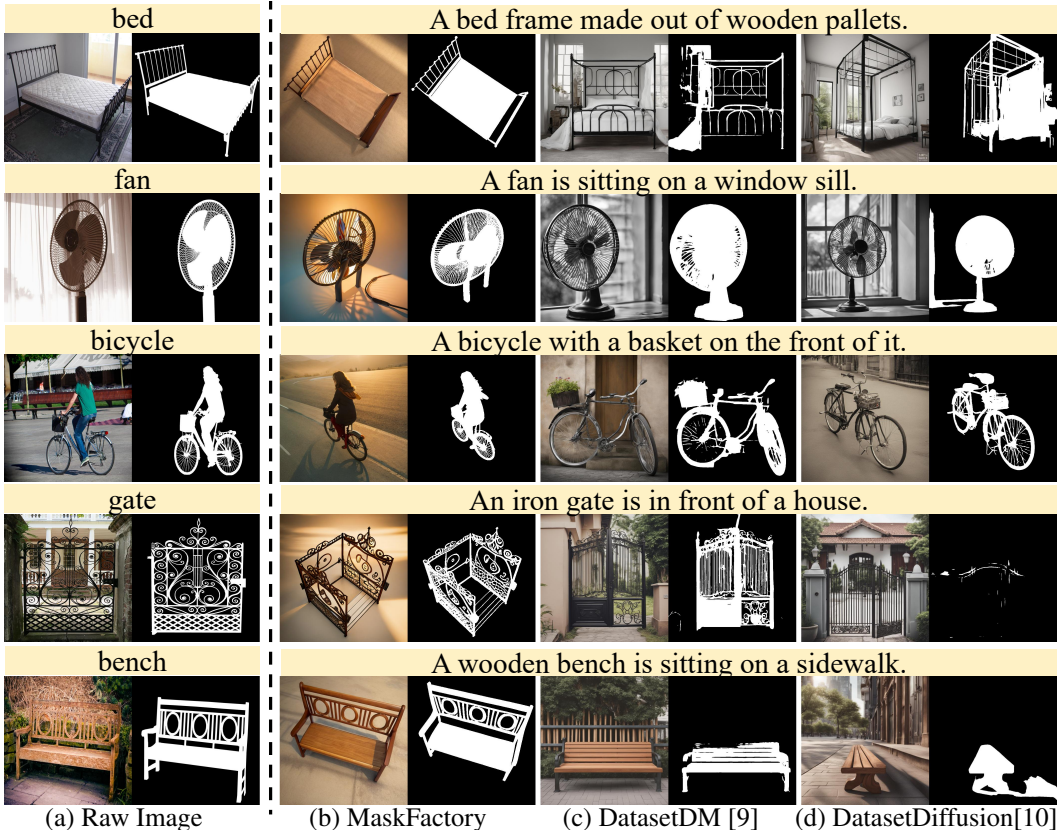 bed
A bed frame made out of wooden pallets.
fan
A fan is sitting on a window sill.
bicycle
A bicycle with a basket on the front of it.
gate
An iron gate is in front of a house.
bench
A wooden bench is sitting on a sidewalk.
(a) Raw Image
(b) MaskFactory
(c) DatasetDM [9]
(d) DatasetDiffusion[10]